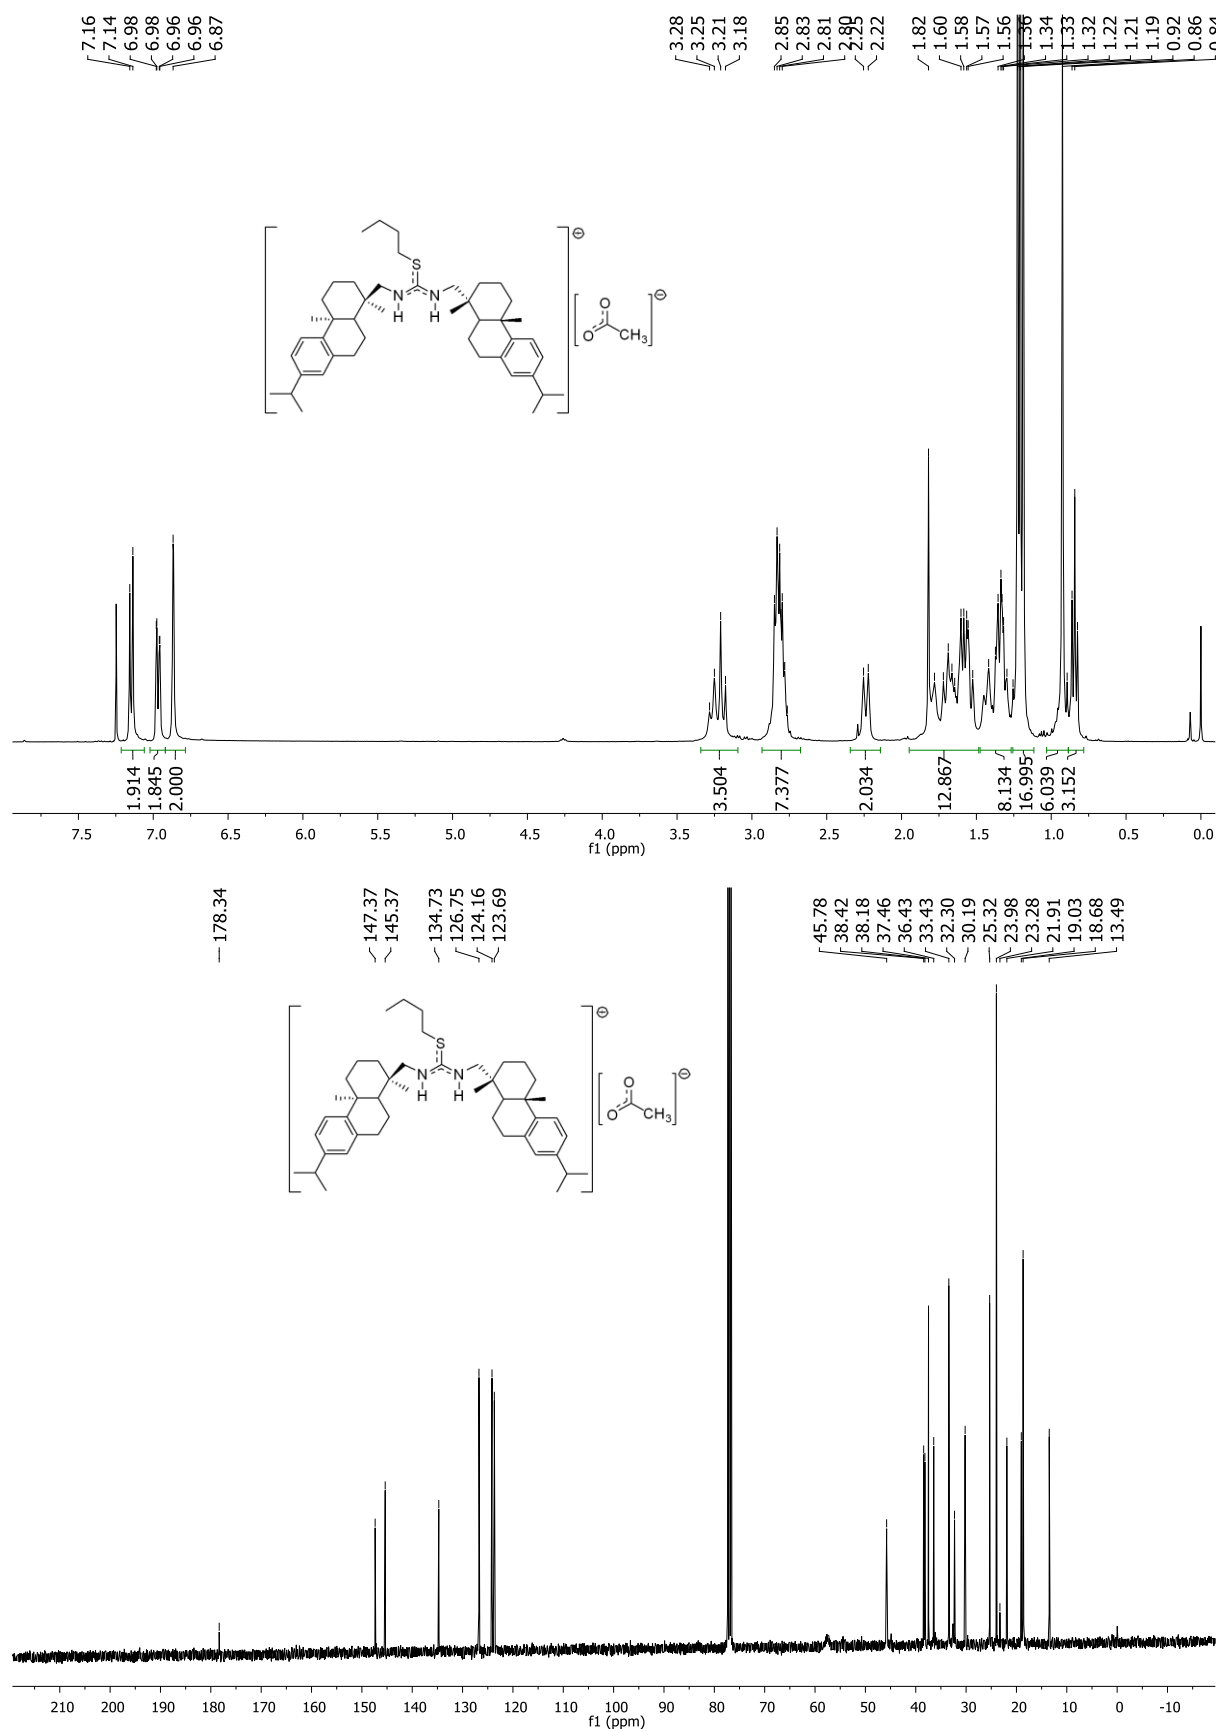 7.16 7.14 6.98 6.98 6.96 6.96 6.87 3.28 3.25 3.21 3.18 2.85 2.83 2.81 2.80 2.25 2.22 1.82 1.60 1.58 1.57 1.56 1.36 1.34 1.33 1.32 1.22 1.21 1.19 0.92 0.86 0.84
S
N N
H H
⊕
O
O CH3
⊖
1.914 1.845 2.000 3.504 7.377 2.034 12.867 8.134 16.995 6.039 3.152
7.5 7.0 6.5 6.0 5.5 5.0 4.5 4.0 3.5 3.0 2.5 2.0 1.5 1.0 0.5 0.0
f1 (ppm)
178.34 147.37 145.37 134.73 126.75 124.16 123.69 45.78 38.42 38.18 37.46 36.43 33.43 32.30 30.19 25.32 23.98 23.28 21.91 19.03 18.68 13.49
S
N N
H H
⊕
O
O CH3
⊖
210 200 190 180 170 160 150 140 130 120 110 100 90 80 70 60 50 40 30 20 10 0 -10
f1 (ppm)